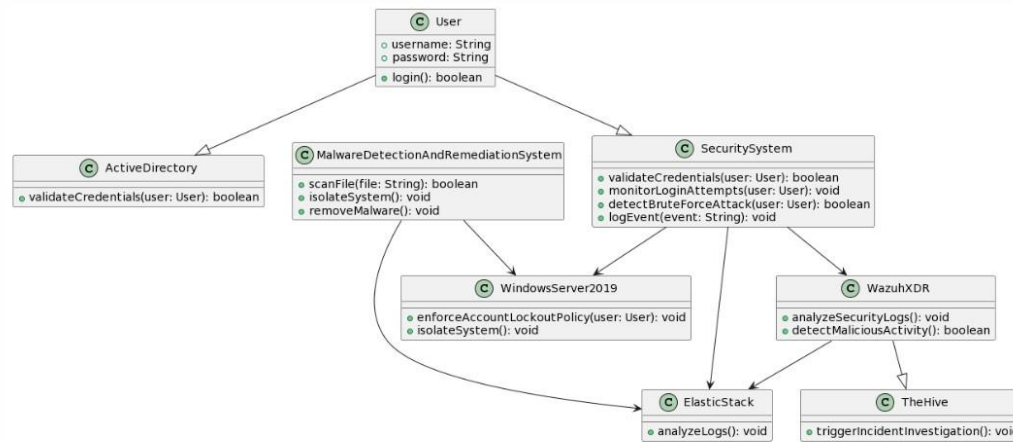 C User
username: String
password: String
login(): boolean
C ActiveDirectory
validateCredentials(user: User): boolean
C MalwareDetectionAndRemediationSystem
scanFile(file: String): boolean
isolateSystem(): void
removeMalware(): void
C SecuritySystem
validateCredentials(user: User): boolean
monitorLoginAttempts(user: User): void
detectBruteForceAttack(user: User): boolean
logEvent(event: String): void
C WindowsServer2019
enforceAccountLockoutPolicy(user: User): void
isolateSystem(): void
C WazuhXDR
analyzeSecurityLogs(): void
detectMaliciousActivity(): boolean
C ElasticStack
analyzeLogs(): void
C TheHive
triggerIncidentInvestigation(): void